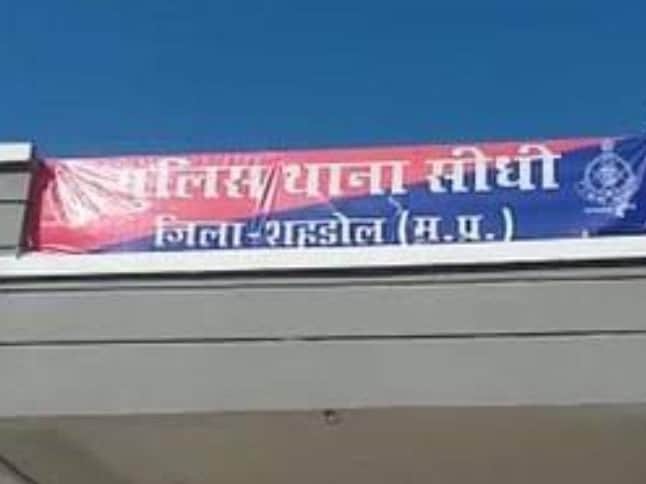 पुलिस थाना सीधी
जिला-शहडोल (म.प्र.)